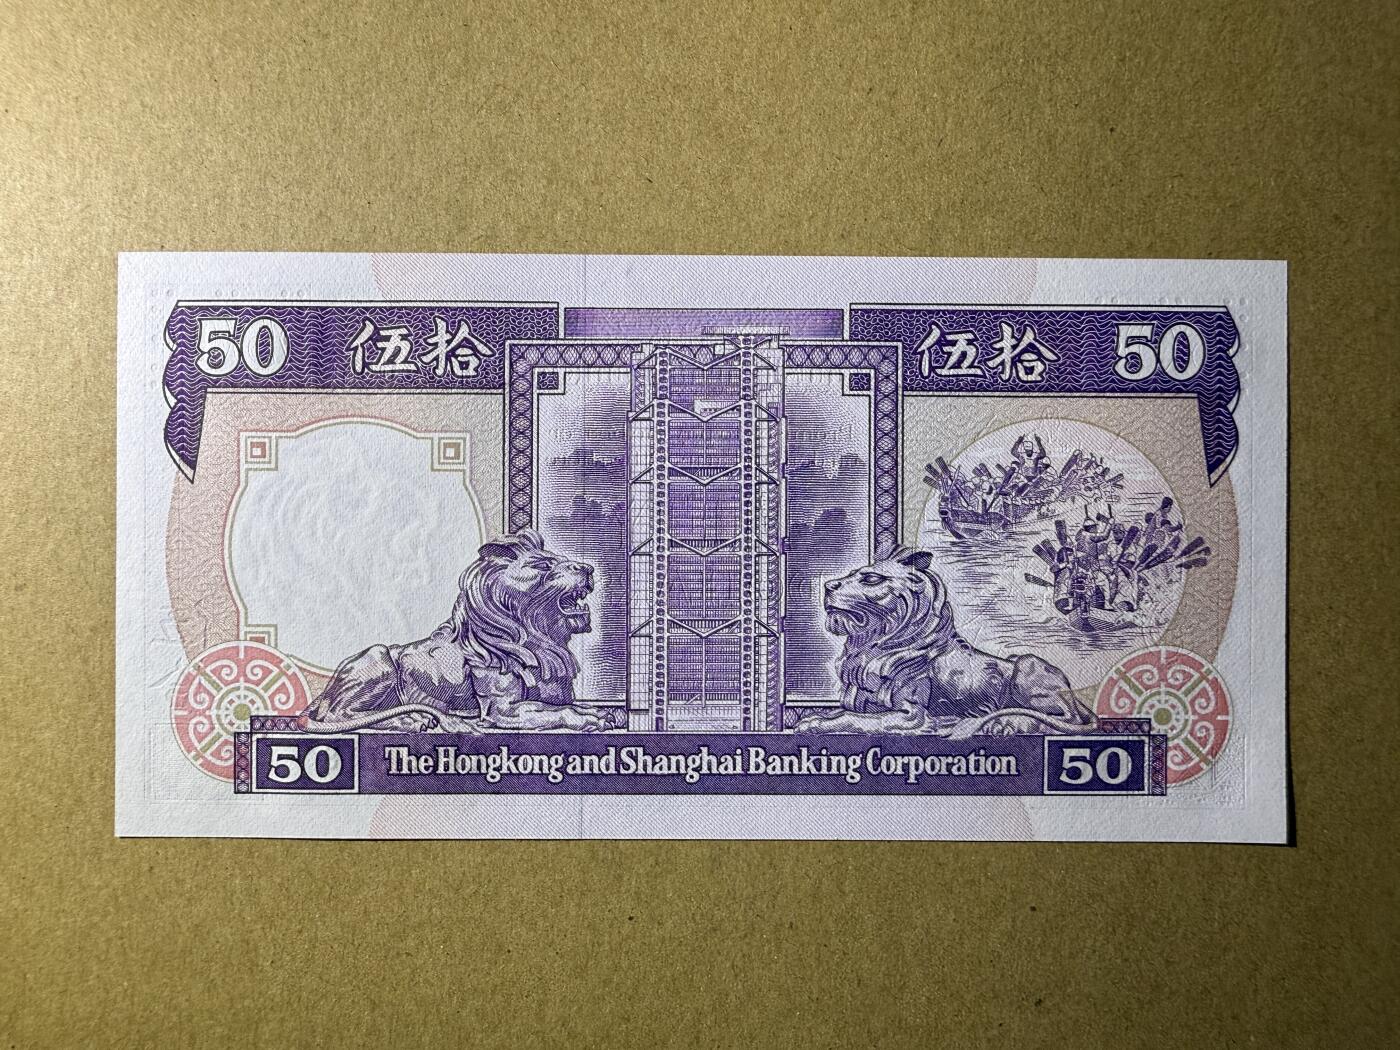 50 伍拾 伍拾 50
50 The Hongkong and Shanghai Banking Corporation 50